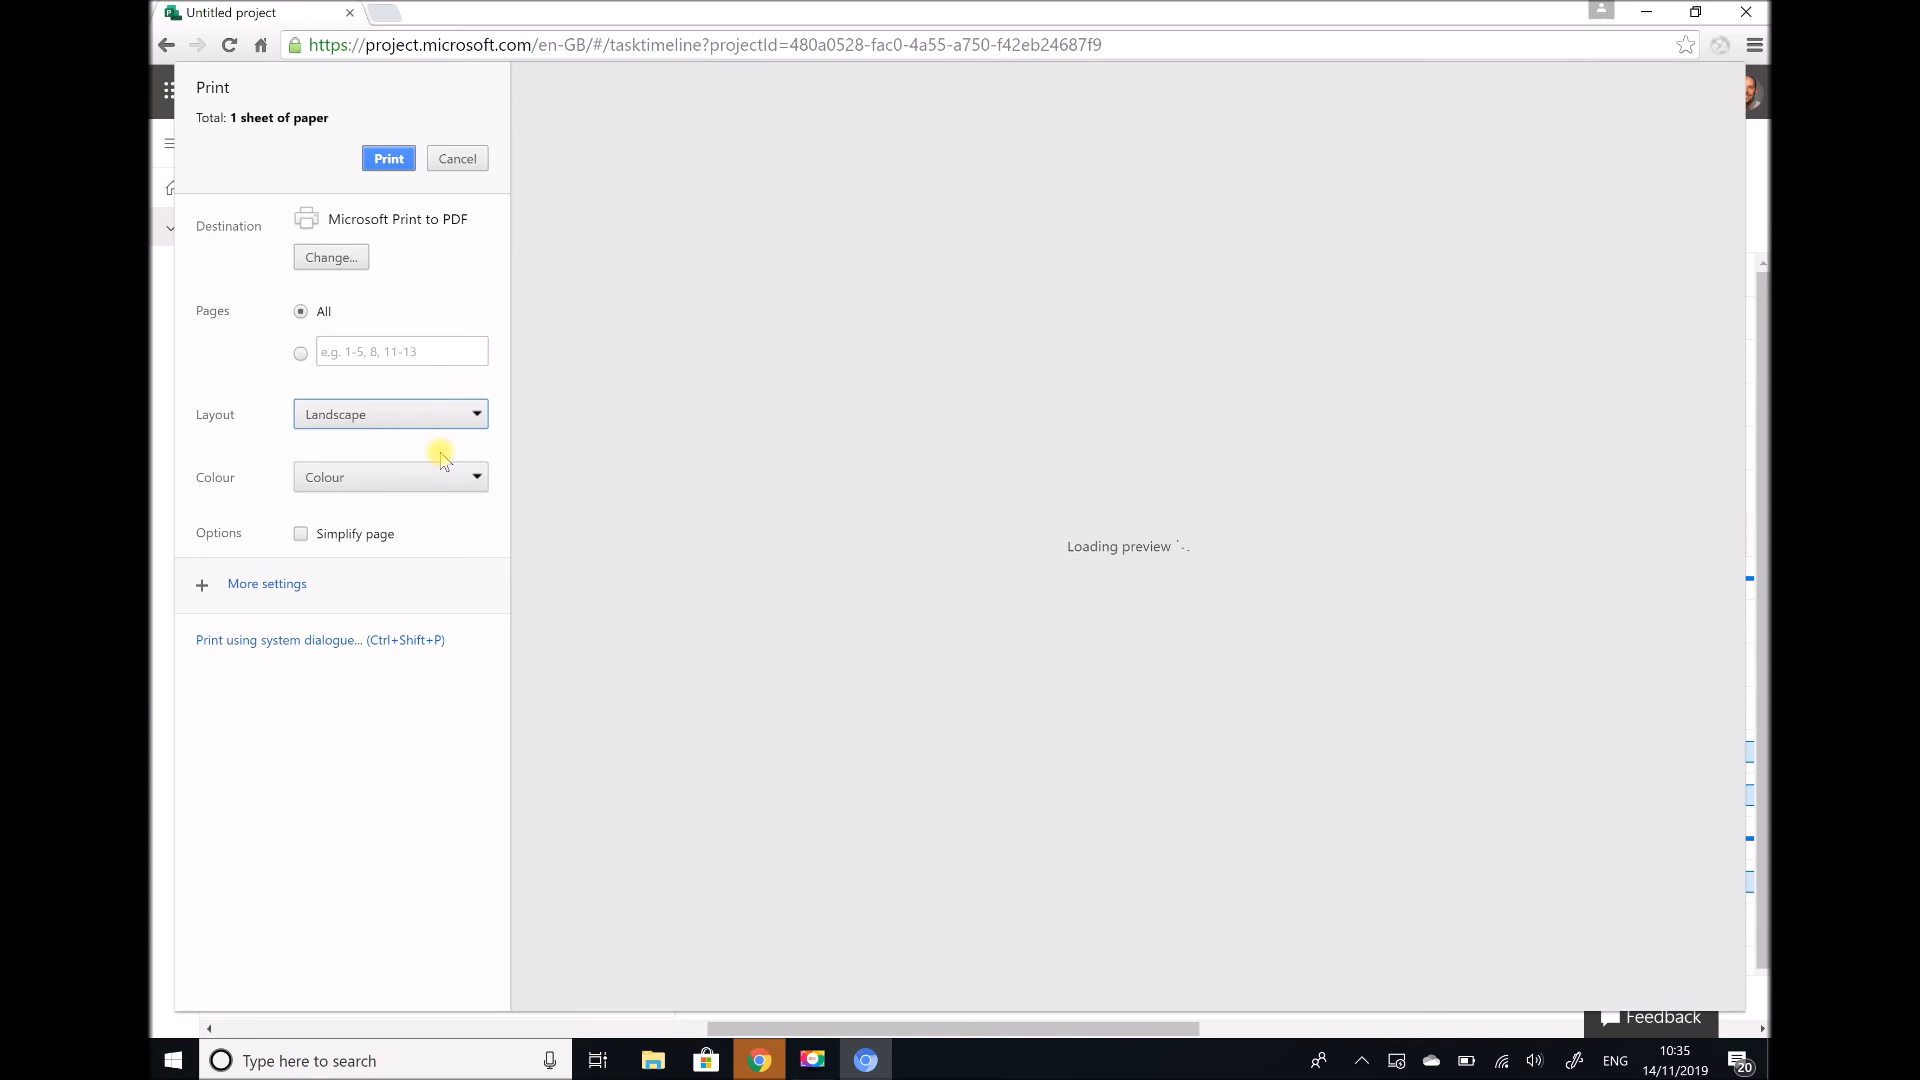 Untitled project
https://project.microsoft.com/en-GB/#/tasktimeline?projectId=480a0528-fac0-4a55-a750-f42eb24687f9
Print
Total: 1 sheet of paper
Print
Cancel
Destination
Microsoft Print to PDF
Change...
Pages
All
e.g. 1-5, 8, 11-13
Layout
Landscape
Colour
Colour
Options
Simplify page
More settings
Print using system dialogue... (Ctrl+Shift+P)
Loading preview
Feedback
Type here to search
ENG
10:35
14/11/2019
20